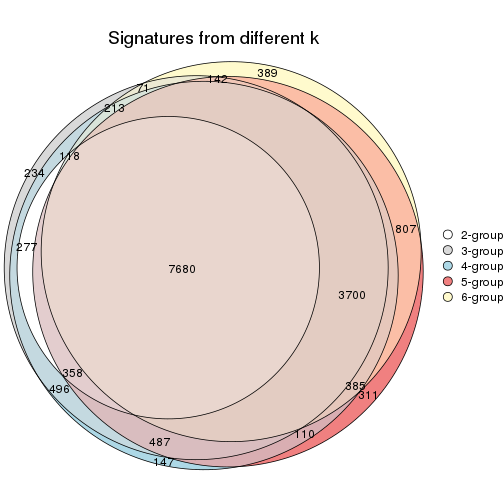 Signatures from different k
389
142
71
213
118
234
807
277
7680
3700
358
385
496
311
110
487
147
2-group
3-group
4-group
5-group
6-group